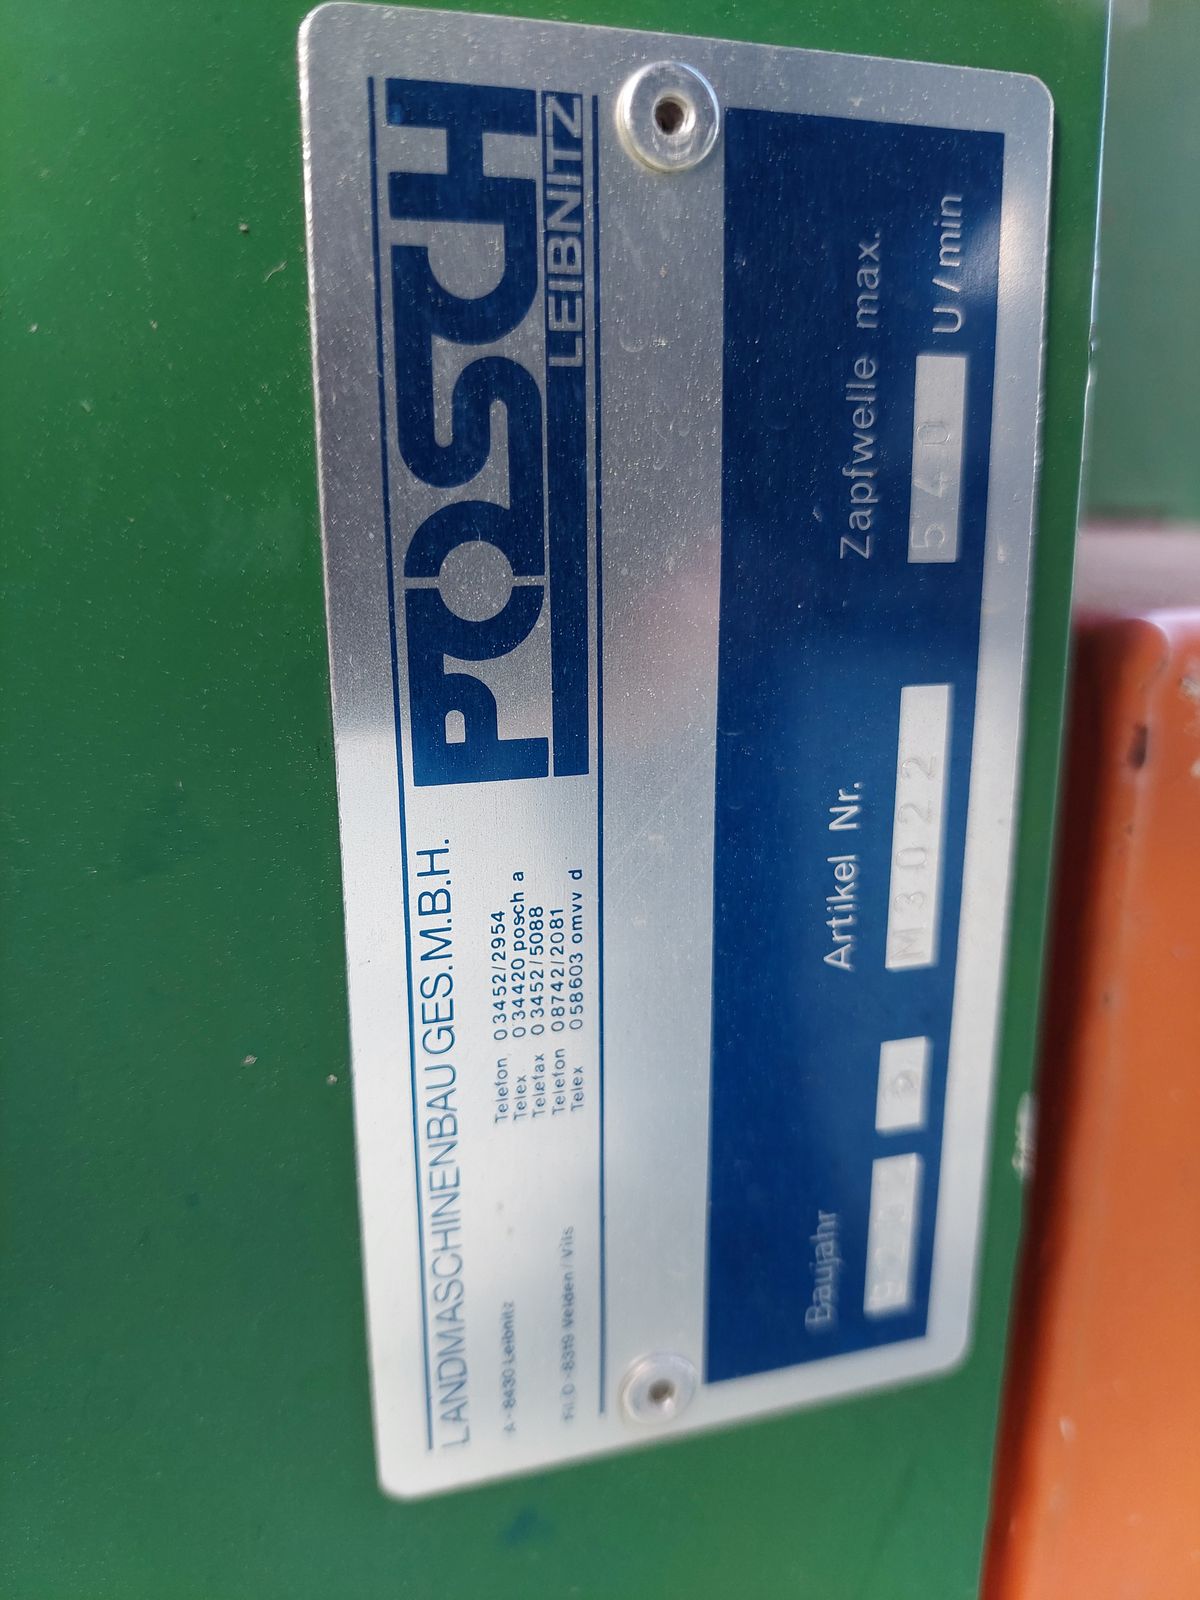 LANDMASCHINENBAU GES.M.B.H.
POSCH
LEIBNITZ
A-8430 Leibnitz
Telefon 03452/2954
Telex 034420 posch a
Telefax 03452/5088
Fil.D-8319 Velden/Vils
Telefon 08742/2081
Telex 058603 omvv d
Baujahr
Artikel Nr.
M3022
Zapfwelle max.
540 U/min